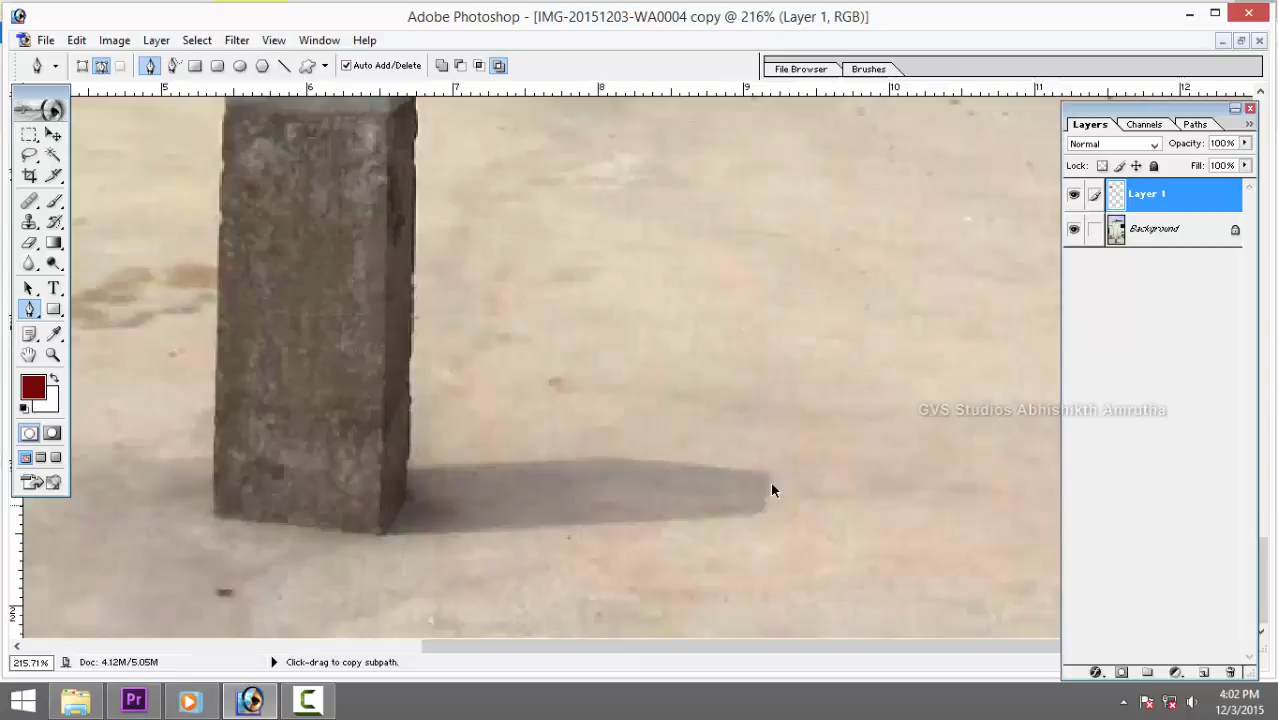 Adobe Photoshop - [IMG-20151203-WA0004 copy @ 216% (Layer 1, RGB)]
File Edit Image Layer Select Filter View Window Help
Auto Add/Delete File Browser Brushes
5 6 7 8 9 10 11 12
Layers Channels Paths
Normal Opacity: 100%
Lock: Fill: 100%
Layer 1
Background
T
GVS Studios Abhishikth Amrutha
2
2
215.71% Doc: 4.12M/5.05M Click-drag to copy subpath.
Pr C
4:02 PM
12/3/2015